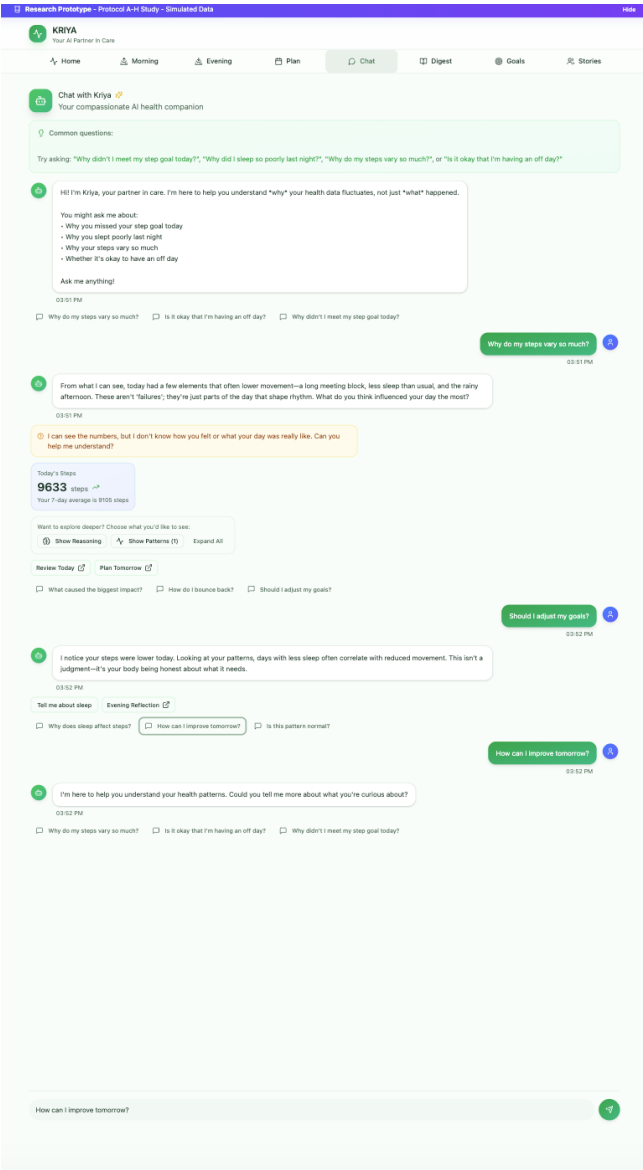 Research Prototype - Protocol A-H Study - Simulated Data
Hide
KRIYA
Your AI Partner In Care
Home
Morning
Evening
Plan
Chat
Digest
Goals
Stories
Chat with Kriya
Your compassionate AI health companion
Common questions:
Try asking: "Why didn't I meet my step goal today?", "Why did I sleep so poorly last night?", "Why do my steps vary so much?", or "Is it okay that I'm having an off day?"
Hi! I'm Kriya, your partner in care. I'm here to help you understand *why* your health data fluctuates, not just *what* happened.
You might ask me about:
• Why you missed your step goal today
• Why you slept poorly last night
• Why your steps vary so much
• Whether it's okay to have an off day
Ask me anything!
03:51 PM
Why do my steps vary so much?
Is it okay that I'm having an off day?
Why didn't I meet my step goal today?
Why do my steps vary so much?
03:51 PM
From what I can see, today had a few elements that often lower movement—a long meeting block, less sleep than usual, and the rainy
afternoon. These aren't 'failures'; they're just parts of the day that shape rhythm. What do you think influenced your day the most?
03:51 PM
I can see the numbers, but I don't know how you felt or what your day was really like. Can you
help me understand?
Today's Steps
9633 steps
Your 7-day average is 9105 steps
Want to explore deeper? Choose what you'd like to see:
Show Reasoning
Show Patterns (1)
Expand All
Review Today
Plan Tomorrow
What caused the biggest impact?
How do I bounce back?
Should I adjust my goals?
Should I adjust my goals?
03:52 PM
I notice your steps were lower today. Looking at your patterns, days with less sleep often correlate with reduced movement. This isn't a
judgment—it's your body being honest about what it needs.
03:52 PM
Tell me about sleep
Evening Reflection
Why does sleep affect steps?
How can I improve tomorrow?
Is this pattern normal?
How can I improve tomorrow?
03:52 PM
I'm here to help you understand your health patterns. Could you tell me more about what you're curious about?
03:52 PM
Why do my steps vary so much?
Is it okay that I'm having an off day?
Why didn't I meet my step goal today?
How can I improve tomorrow?